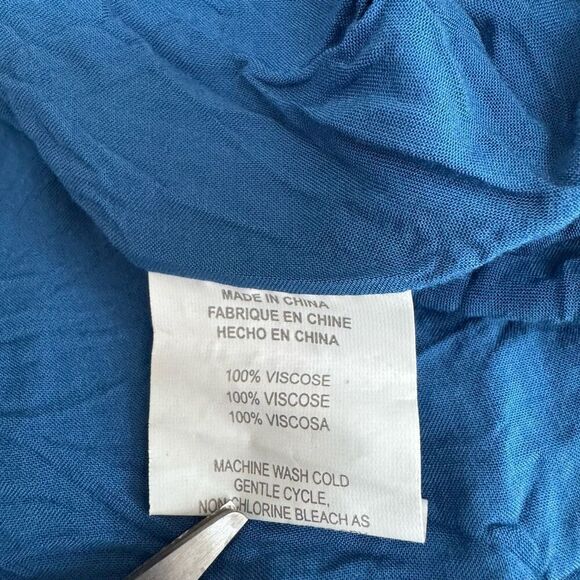 MADE IN CHINA
FABRIQUE EN CHINE
HECHO EN CHINA
100% VISCOSE
100% VISCOSE
100% VISCOSA
MACHINE WASH COLD
GENTLE CYCLE,
NON CHLORINE BLEACH AS